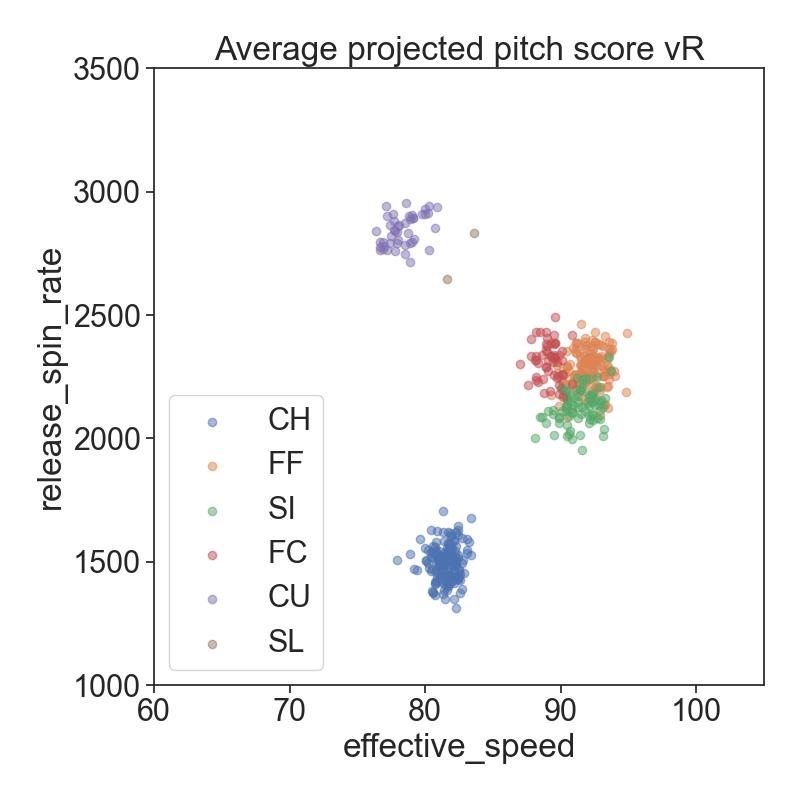 Average projected pitch score vR
release_spin_rate
3500
3000
2500
2000
1500
1000
CH
FF
SI
FC
CU
SL
60
70
80
90
100
effective_speed